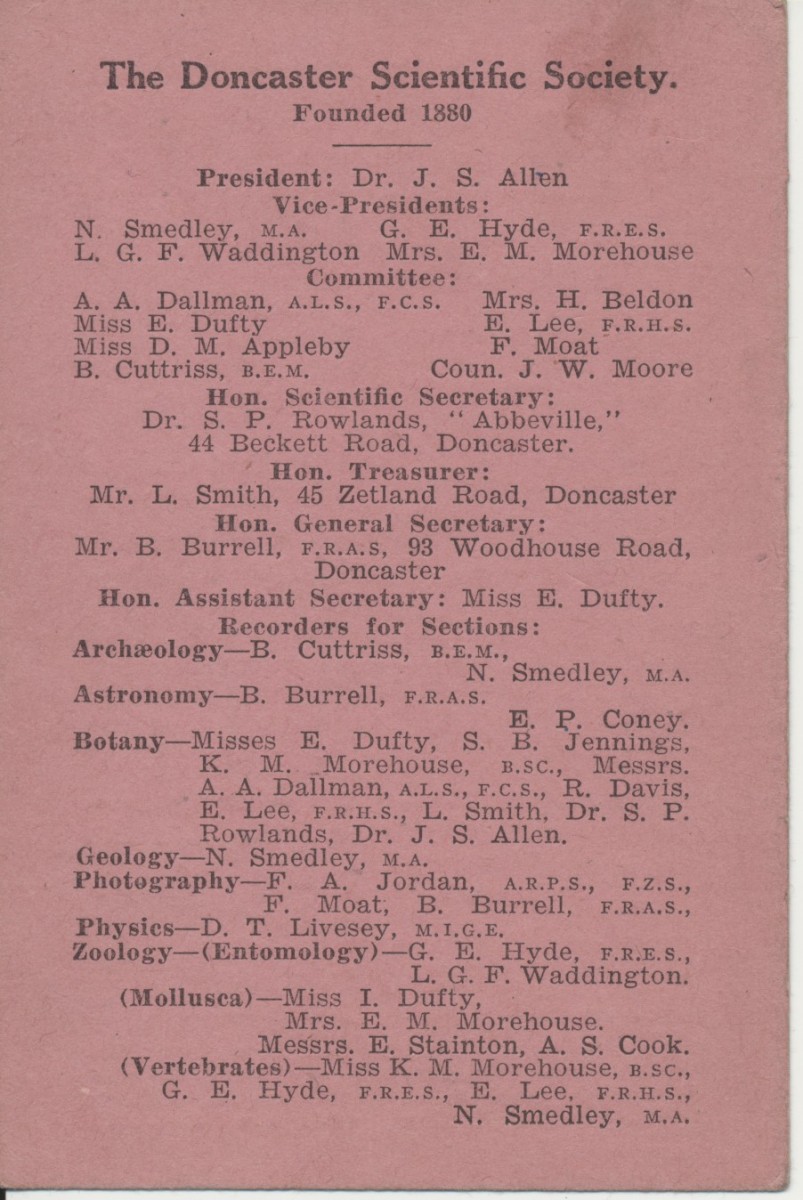 The Doncaster Scientific Society.
Founded 1880
President: Dr. J. S. Allen
Vice-Presidents:
N. Smedley, M.A. G. E. Hyde, F.R.E.S.
L. G. F. Waddington Mrs. E. M. Morehouse
Committee:
A. A. Dallman, A.L.S., F.C.S. Mrs. H. Beldon
Miss E. Dufty E. Lee, F.R.H.S.
Miss D. M. Appleby F. Moat
B. Cuttriss, B.E.M. Coun. J. W. Moore
Hon. Scientific Secretary:
Dr. S. P. Rowlands, "Abbeville,"
44 Beckett Road, Doncaster.
Hon. Treasurer:
Mr. L. Smith, 45 Zetland Road, Doncaster
Hon. General Secretary:
Mr. B. Burrell, F.R.A.S, 93 Woodhouse Road,
Doncaster
Hon. Assistant Secretary: Miss E. Dufty.
Recorders for Sections:
Archæology—B. Cuttriss, B.E.M.,
N. Smedley, M.A.
Astronomy—B. Burrell, F.R.A.S.
E. P. Coney.
Botany—Misses E. Dufty, S. B. Jennings,
K. M. Morehouse, B.SC., Messrs.
A. A. Dallman, A.L.S., F.C.S., R. Davis,
E. Lee, F.R.H.S., L. Smith, Dr. S. P.
Rowlands, Dr. J. S. Allen.
Geology—N. Smedley, M.A.
Photography—F. A. Jordan, A.R.P.S., F.Z.S.,
F. Moat, B. Burrell, F.R.A.S.,
Physics—D. T. Livesey, M.I.G.E.
Zoology—(Entomology)—G. E. Hyde, F.R.E.S.,
L. G. F. Waddington.
(Mollusca)—Miss I. Dufty,
Mrs. E. M. Morehouse.
Messrs. E. Stainton, A. S. Cook.
(Vertebrates)—Miss K. M. Morehouse, B.SC.,
G. E. Hyde, F.R.E.S., E. Lee, F.R.H.S.,
N. Smedley, M.A.